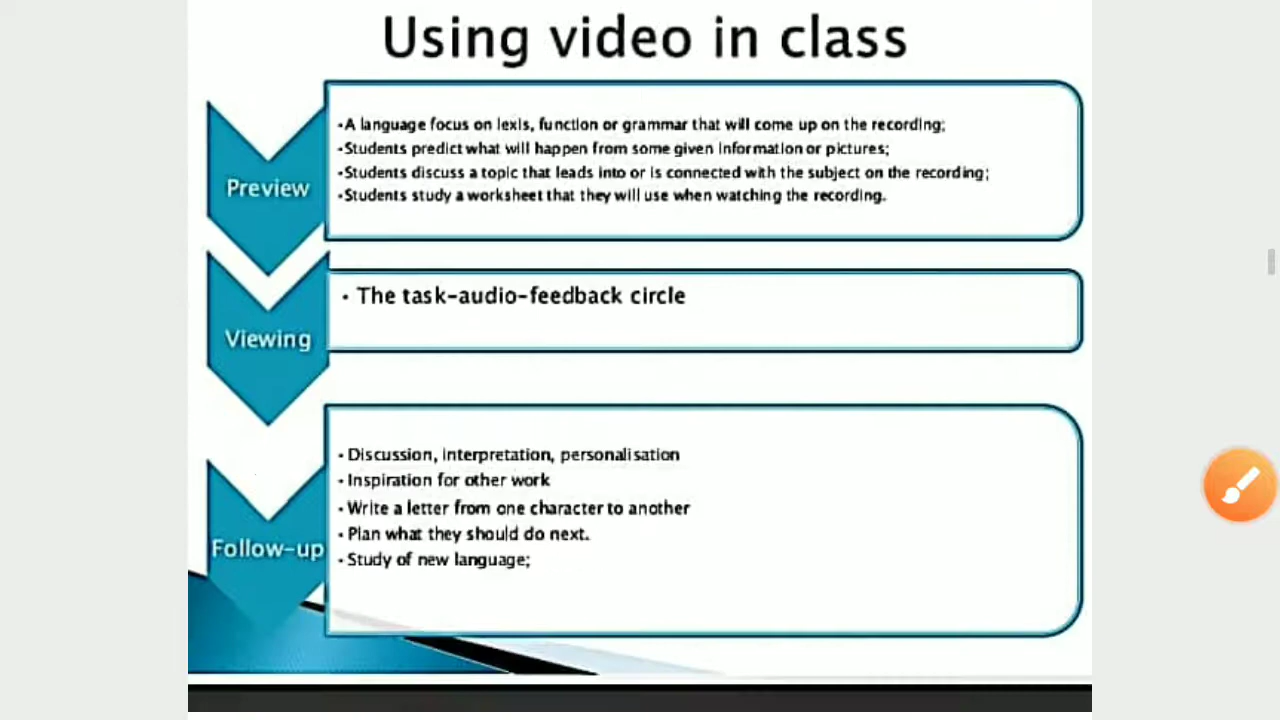 Using video in class
Preview
•A language focus on lexis, function or grammar that will come up on the recording;
•Students predict what will happen from some given information or pictures;
•Students discuss a topic that leads into or is connected with the subject on the recording;
•Students study a worksheet that they will use when watching the recording.
Viewing
• The task-audio-feedback circle
Follow-up
• Discussion, interpretation, personalisation
• Inspiration for other work
• Write a letter from one character to another
• Plan what they should do next.
• Study of new language;